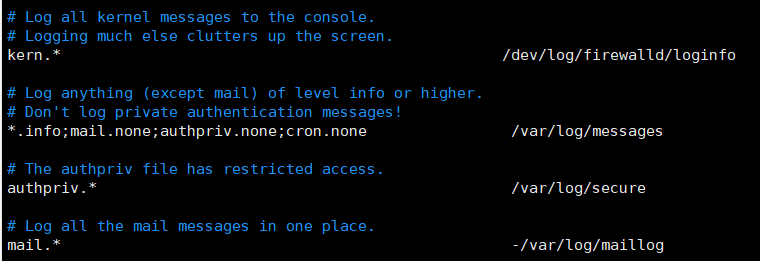 # Log all kernel messages to the console.
# Logging much else clutters up the screen.
kern.* /dev/log/firewalld/loginfo
# Log anything (except mail) of level info or higher.
# Don't log private authentication messages!
*.info;mail.none;authpriv.none;cron.none /var/log/messages
# The authpriv file has restricted access.
authpriv.* /var/log/secure
# Log all the mail messages in one place.
mail.* -/var/log/maillog